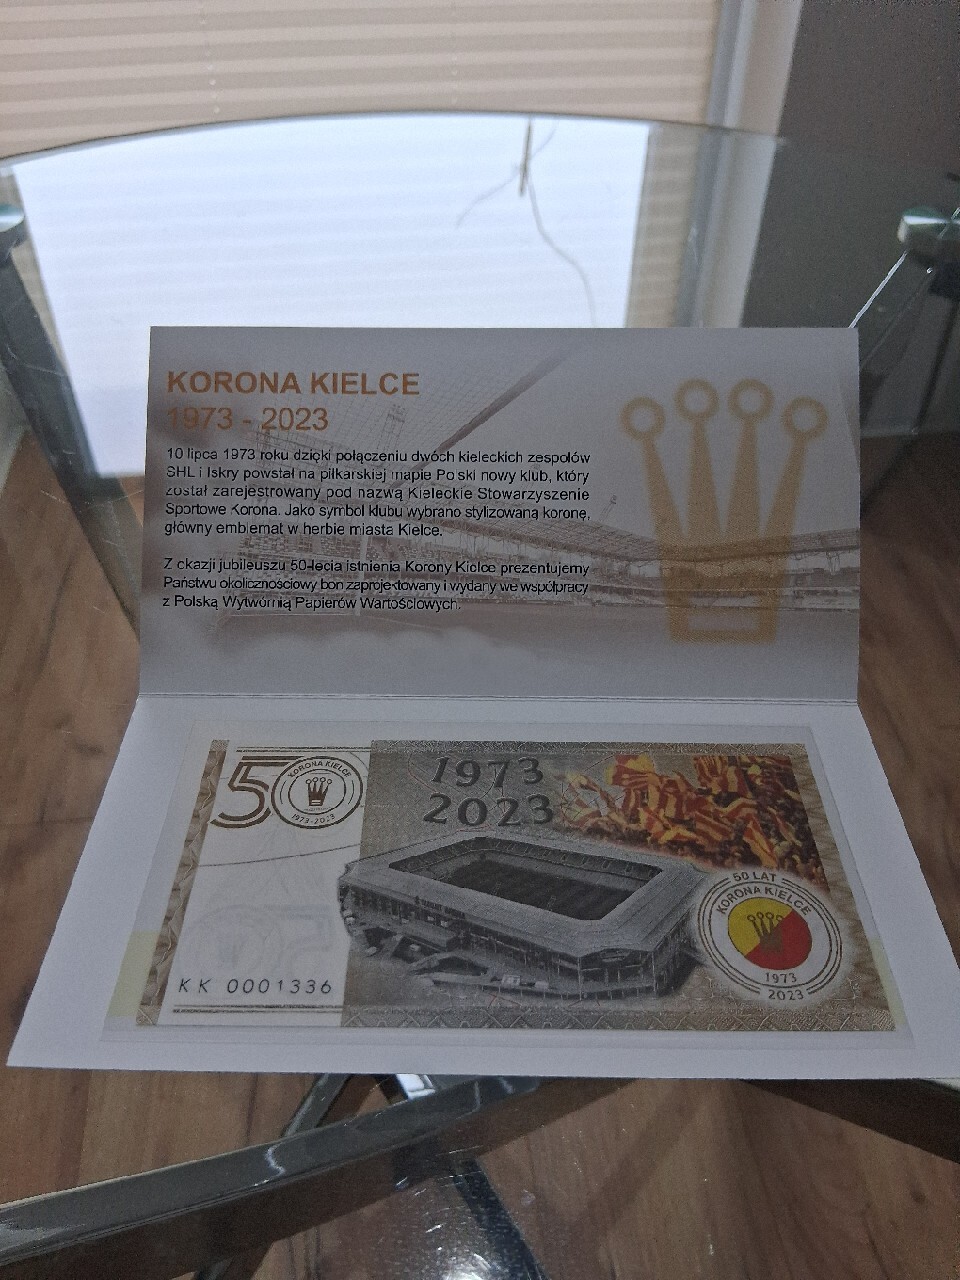 KORONA KIELCE
1973 - 2023
10 lipca 1973 roku dzięki połączeniu dwóch kieleckich zespołów
SHL i Iskry powstał na piłkarskiej mapie Polski nowy klub, który
został zarejestrowany pod nazwą Kieleckie Stowarzyszenie
Sportowe Korona. Jako symbol klubu wybrano stylizowaną koronę,
główny emblemat w herbie miasta Kielce.
Z okazji jubileuszu 50-lecia istnienia Korony Kielce prezentujemy
Państwu okolicznościowy bon zaprojektowany i wydany we współpracy
z Polską Wytwórnią Papierów Wartościowych.
50
KORONA KIELCE
1973-2023
1973
2023
50 LAT
KORONA KIELCE
1973
2023
KK 0001336